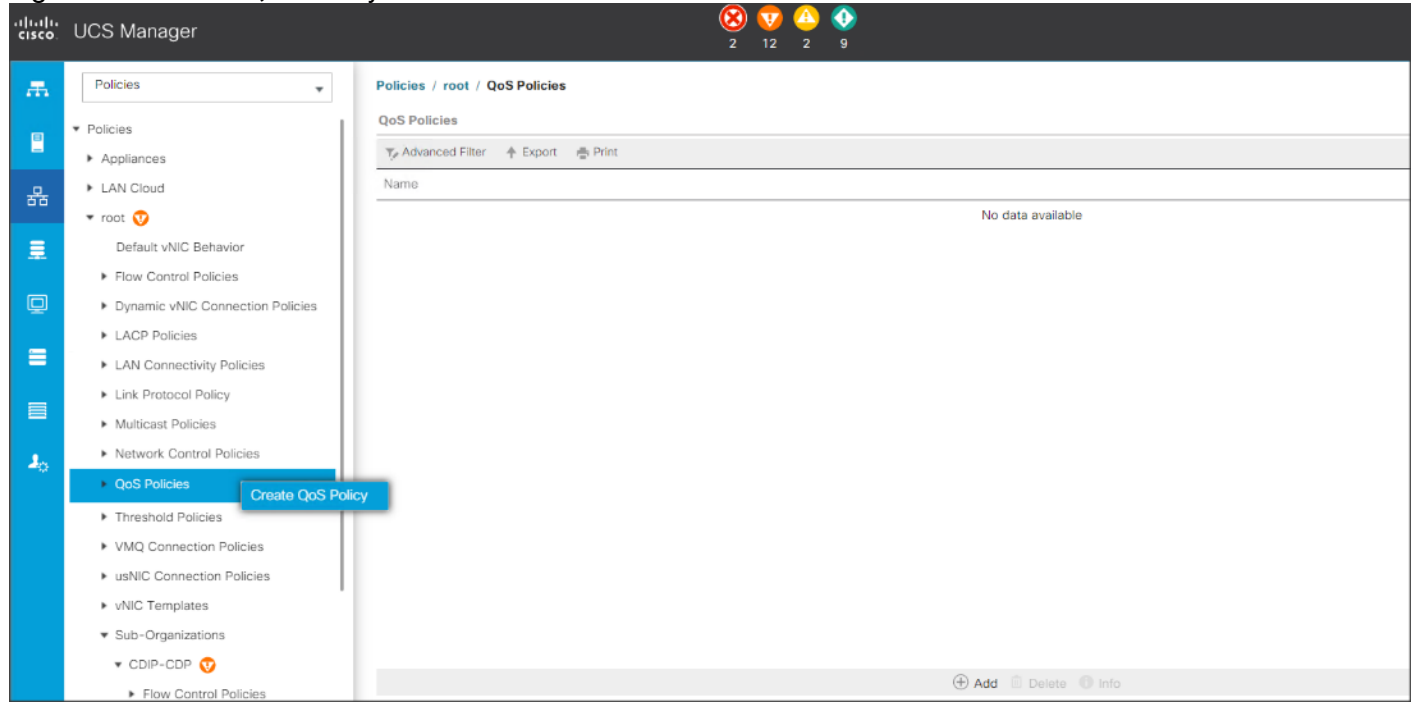 cisco. UCS Manager
2 12 2 9
Policies
Policies
Appliances
LAN Cloud
root
Default vNIC Behavior
Flow Control Policies
Dynamic vNIC Connection Policies
LACP Policies
LAN Connectivity Policies
Link Protocol Policy
Multicast Policies
Network Control Policies
QoS Policies
Create QoS Policy
Threshold Policies
VMQ Connection Policies
usNIC Connection Policies
vNIC Templates
Sub-Organizations
CDIP-CDP
Flow Control Policies
Policies / root / QoS Policies
QoS Policies
Advanced Filter Export Print
Name
No data available
Add Delete Info